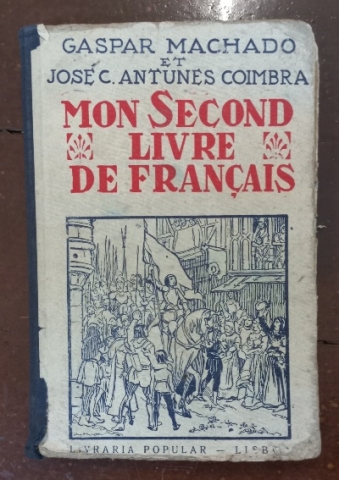 GASPAR MACHADO
ET
JOSÉ C. ANTUNES COIMBRA
MON SECOND
LIVRE
DE FRANÇAIS
LIVRARIA POPULAR –